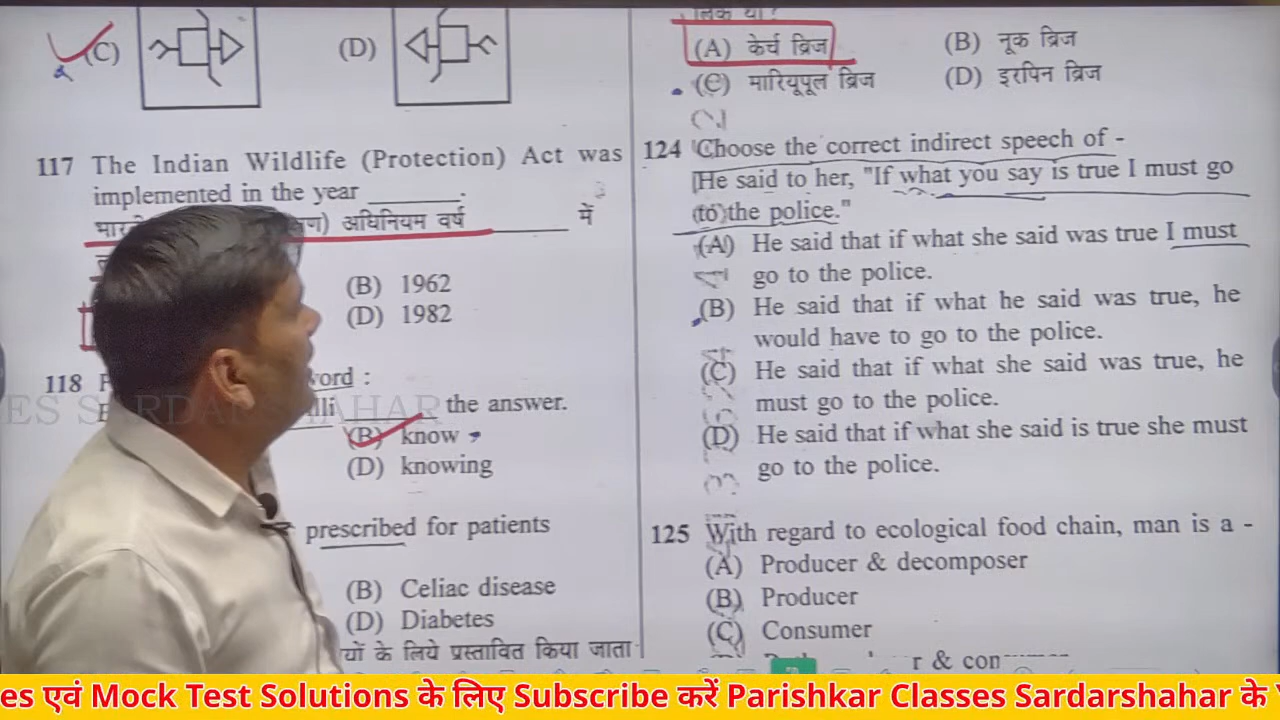 (C)
(D)
117 The Indian Wildlife (Protection) Act was
implemented in the year ________.
अधिनियम वर्ष ________ में
(B) 1962
(D) 1982
118
the answer.
(B) know
(D) knowing
prescribed for patients
(B) Celiac disease
(D) Diabetes
के लिये प्रस्तावित किया जाता
(A) केर्च ब्रिज
(B) नूक ब्रिज
(C) मारियूपूल ब्रिज
(D) इरपिन ब्रिज
124 Choose the correct indirect speech of -
He said to her, "If what you say is true I must go
to the police."
(A) He said that if what she said was true I must
go to the police.
(B) He said that if what he said was true, he
would have to go to the police.
(C) He said that if what she said was true, he
must go to the police.
(D) He said that if what she said is true she must
go to the police.
125 With regard to ecological food chain, man is a -
(A) Producer & decomposer
(B) Producer
(C) Consumer
ES SARDARSHAHAR
es एवं Mock Test Solutions के लिए Subscribe करें Parishkar Classes Sardarshahar के